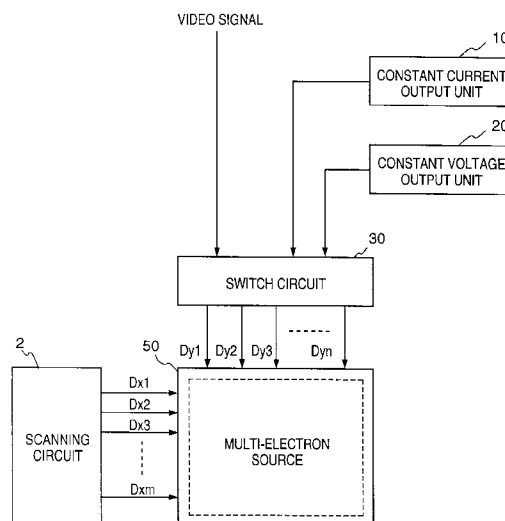 VIDEO SIGNAL
10
CONSTANT CURRENT
OUTPUT UNIT
20
CONSTANT VOLTAGE
OUTPUT UNIT
30
SWITCH CIRCUIT
Dy1 Dy2 Dy3 Dyn
2
50
SCANNING
CIRCUIT
Dx1
Dx2
Dx3
Dxm
MULTI-ELECTRON
SOURCE